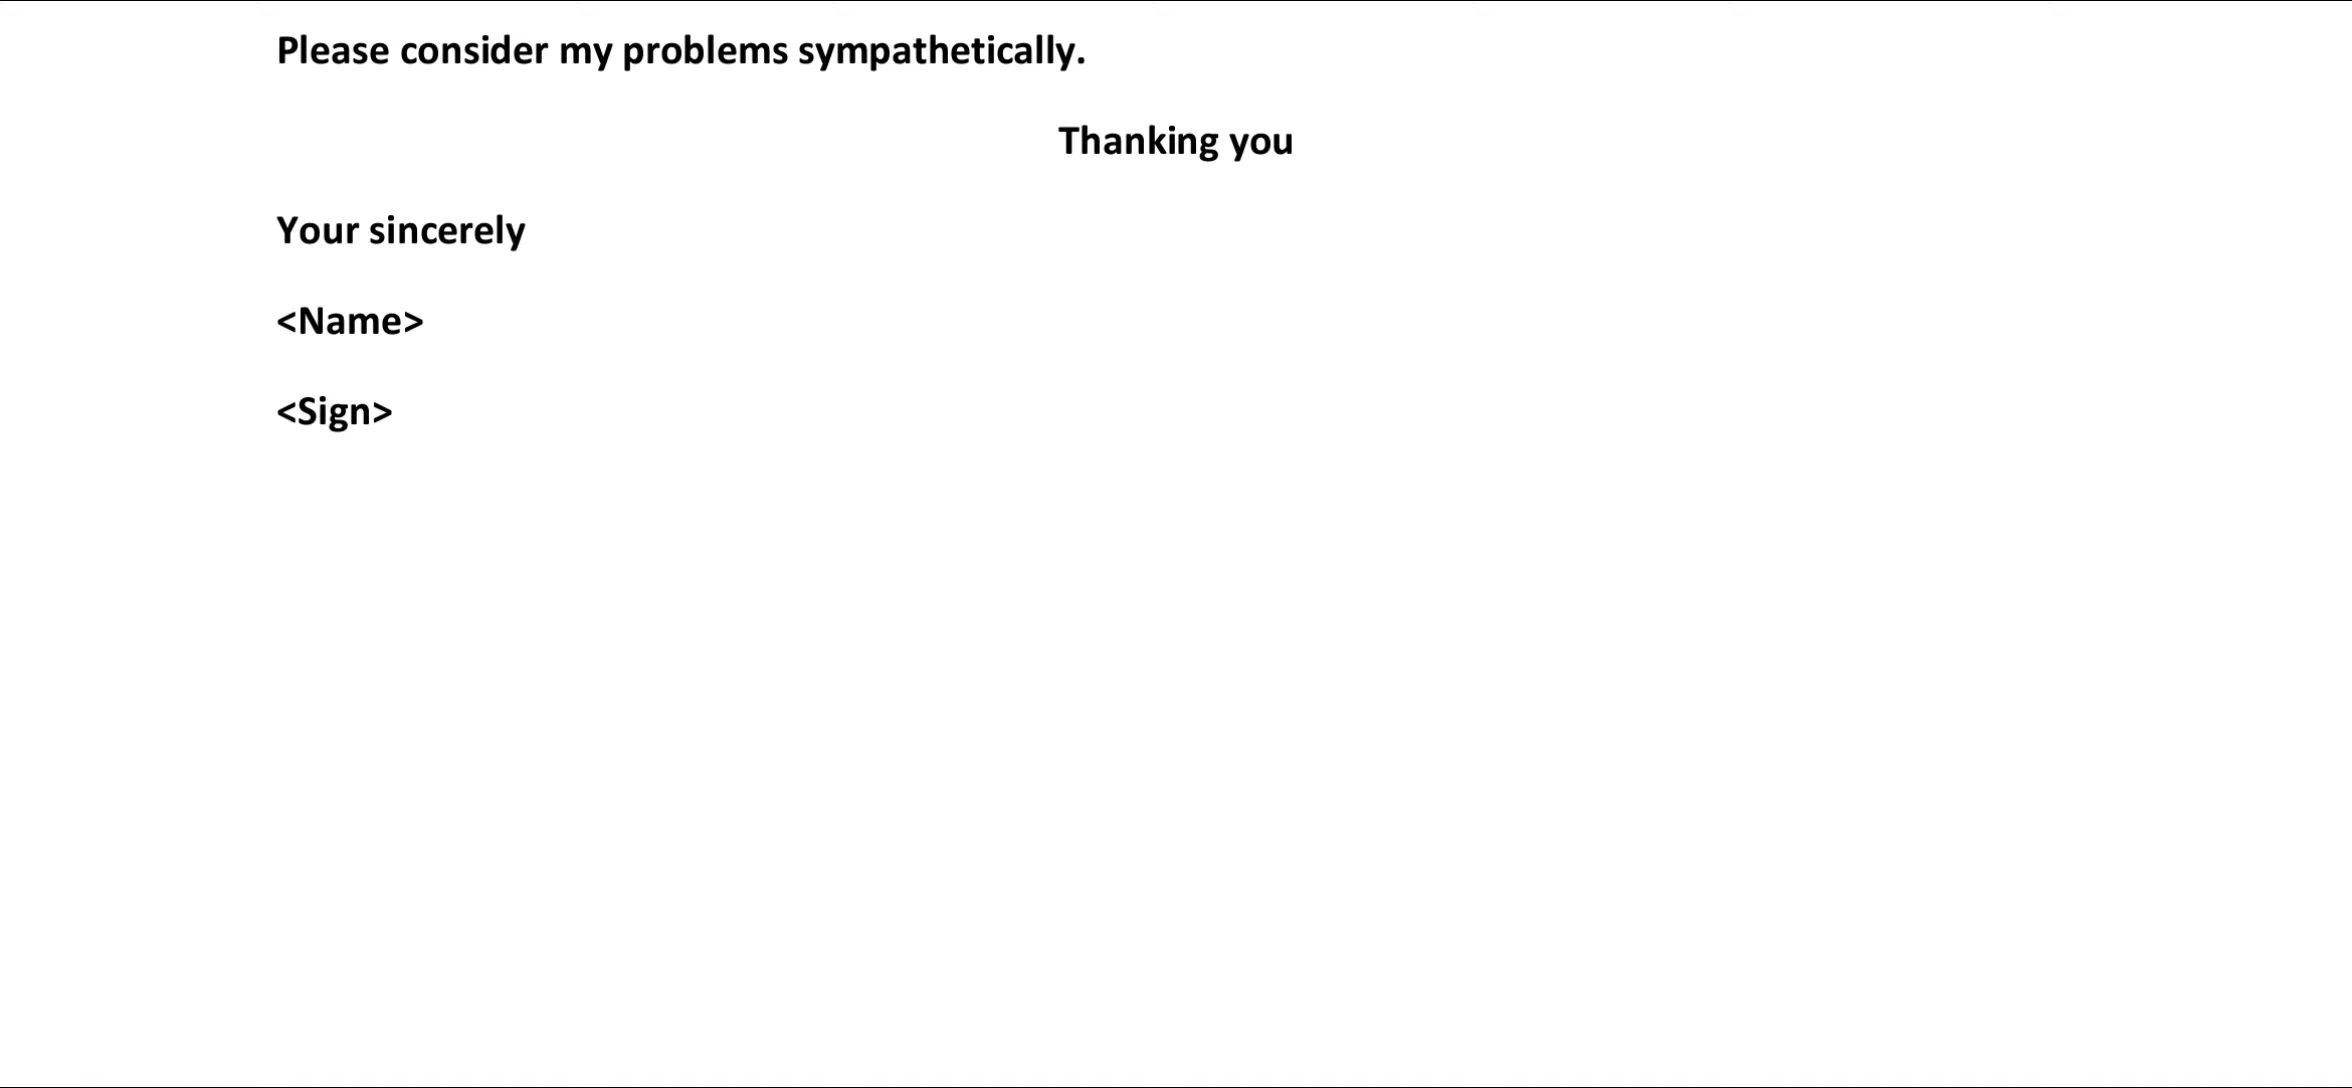 Please consider my problems sympathetically.
Thanking you
Your sincerely
<Name>
<Sign>